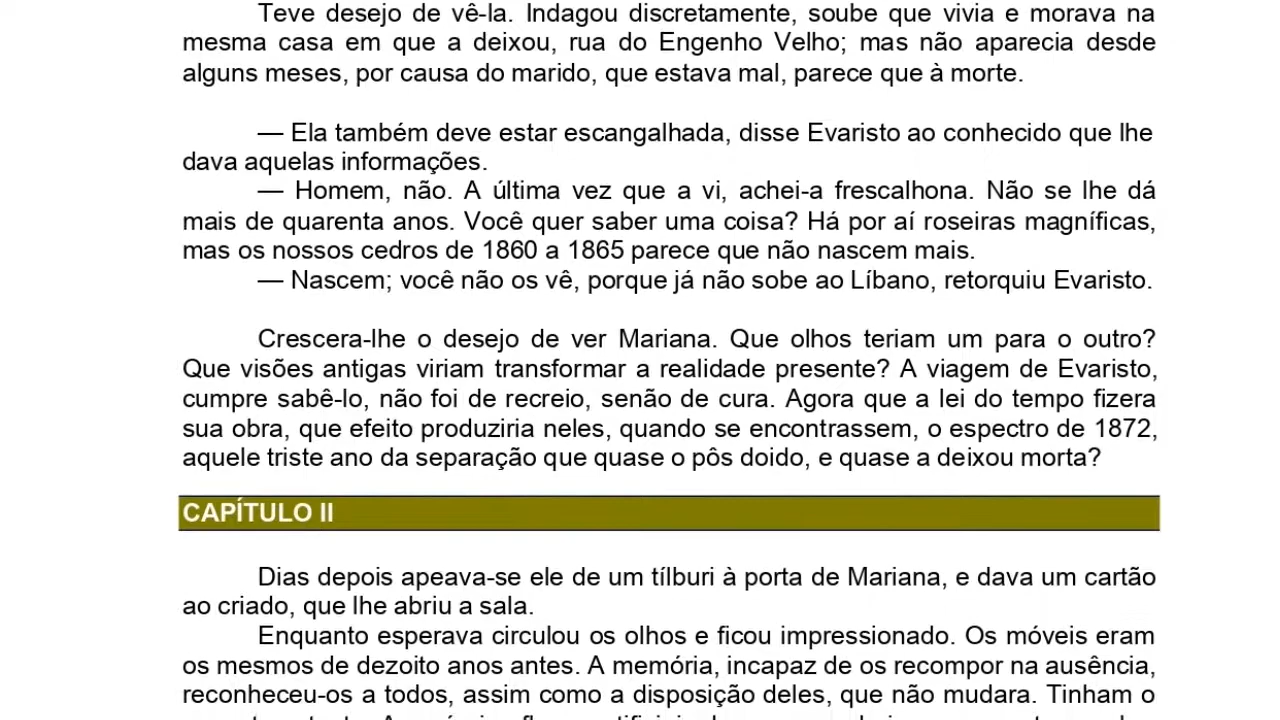 Teve desejo de vê-la. Indagou discretamente, soube que vivia e morava na
mesma casa em que a deixou, rua do Engenho Velho; mas não aparecia desde
alguns meses, por causa do marido, que estava mal, parece que à morte.
— Ela também deve estar escangalhada, disse Evaristo ao conhecido que lhe
dava aquelas informações.
— Homem, não. A última vez que a vi, achei-a frescalhona. Não se lhe dá
mais de quarenta anos. Você quer saber uma coisa? Há por aí roseiras magníficas,
mas os nossos cedros de 1860 a 1865 parece que não nascem mais.
— Nascem; você não os vê, porque já não sobe ao Líbano, retorquiu Evaristo.
Crescera-lhe o desejo de ver Mariana. Que olhos teriam um para o outro?
Que visões antigas viriam transformar a realidade presente? A viagem de Evaristo,
cumpre sabê-lo, não foi de recreio, senão de cura. Agora que a lei do tempo fizera
sua obra, que efeito produziria neles, quando se encontrassem, o espectro de 1872,
aquele triste ano da separação que quase o pôs doido, e quase a deixou morta?
CAPÍTULO II
Dias depois apeava-se ele de um tílburi à porta de Mariana, e dava um cartão
ao criado, que lhe abriu a sala.
Enquanto esperava circulou os olhos e ficou impressionado. Os móveis eram
os mesmos de dezoito anos antes. A memória, incapaz de os recompor na ausência,
reconheceu-os a todos, assim como a disposição deles, que não mudara. Tinham o